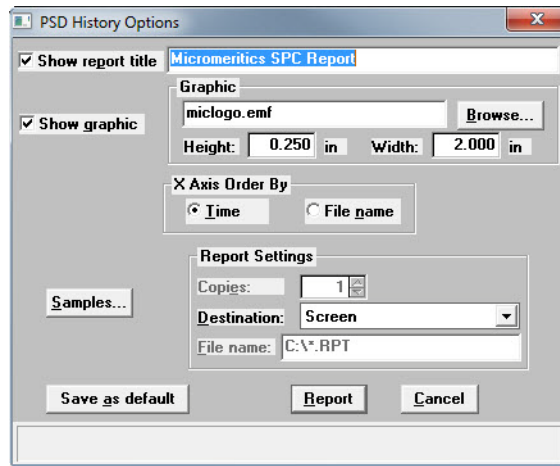 PSD History Options
Show report title Micromeritics SPC Report
Graphic
Show graphic miclogo.emf Browse...
Height: 0.250 in Width: 2.000 in
X Axis Order By
Time File name
Report Settings
Copies: 1
Samples...
Destination: Screen
File name: C:\*.RPT
Save as default Report Cancel